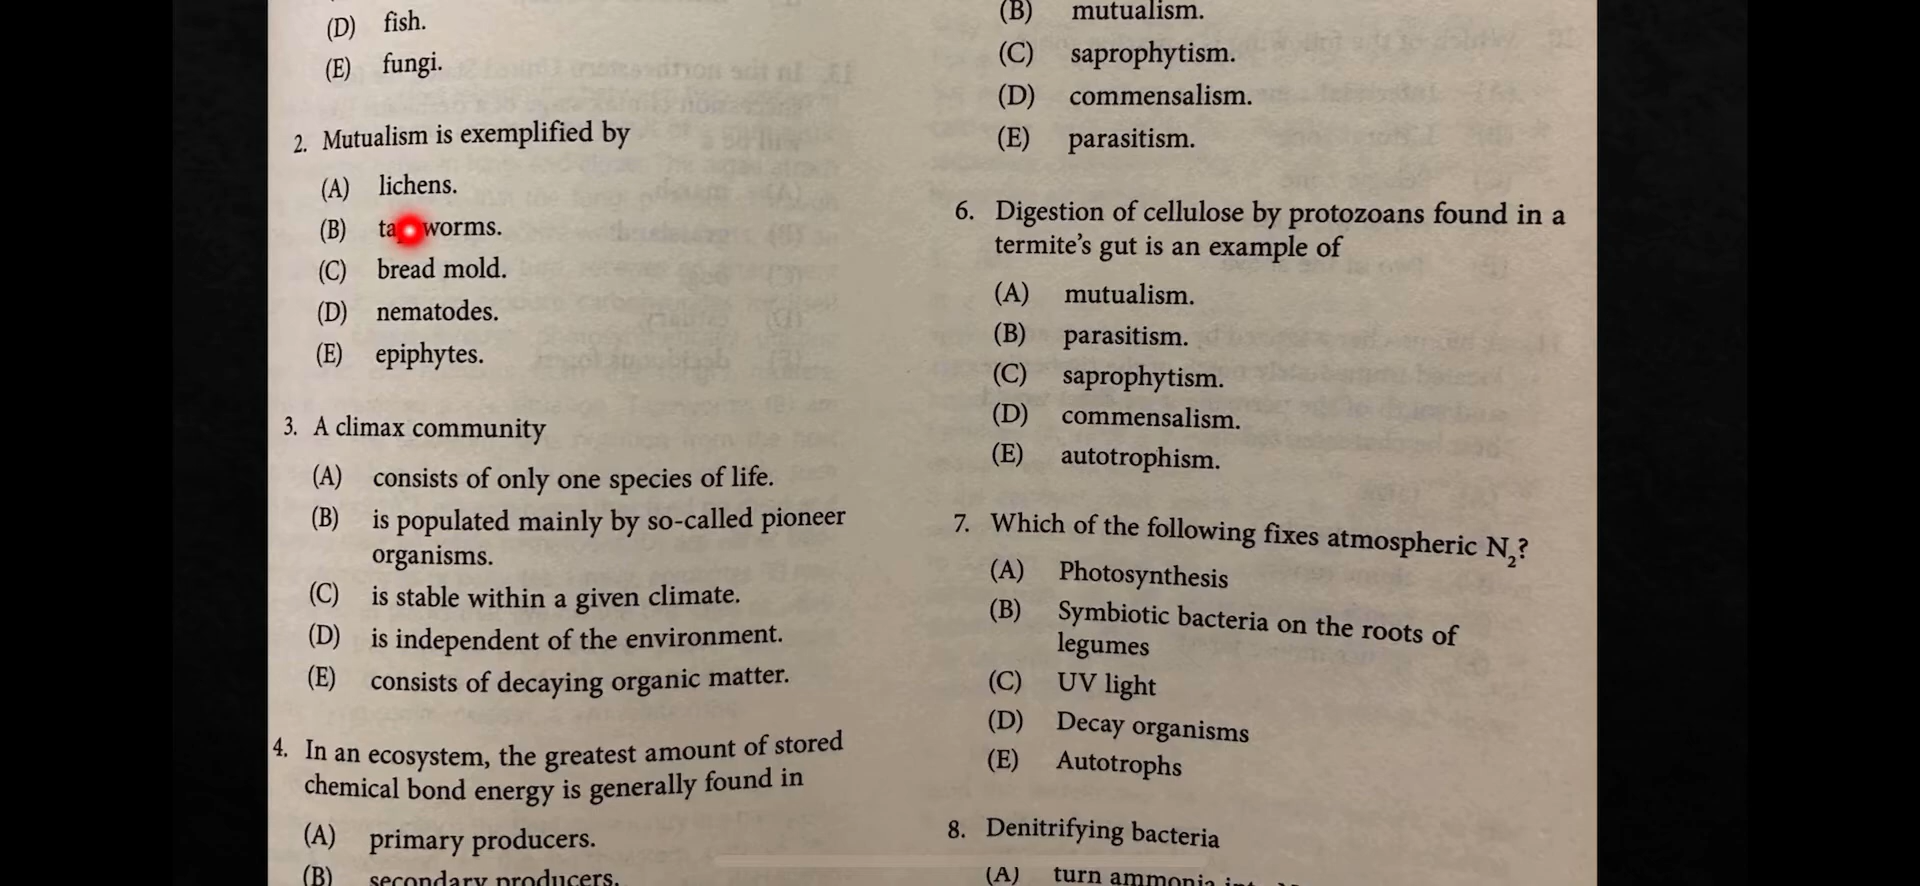 (D) fish.
(E) fungi.
2. Mutualism is exemplified by
(A) lichens.
(B) worms.
(C) bread mold.
(D) nematodes.
(E) epiphytes.
3. A climax community
(A) consists of only one species of life.
(B) is populated mainly by so-called pioneer
organisms.
(C) is stable within a given climate.
(D) is independent of the environment.
(E) consists of decaying organic matter.
4. In an ecosystem, the greatest amount of stored
chemical bond energy is generally found in
(A) primary producers.
(B) secondary producers.
(B) mutualism.
(C) saprophytism.
(D) commensalism.
(E) parasitism.
6. Digestion of cellulose by protozoans found in a
termite’s gut is an example of
(A) mutualism.
(B) parasitism.
(C) saprophytism.
(D) commensalism.
(E) autotrophism.
7. Which of the following fixes atmospheric N₂?
(A) Photosynthesis
(B) Symbiotic bacteria on the roots of
legumes
(C) UV light
(D) Decay organisms
(E) Autotrophs
8. Denitrifying bacteria
(A) turn ammonia